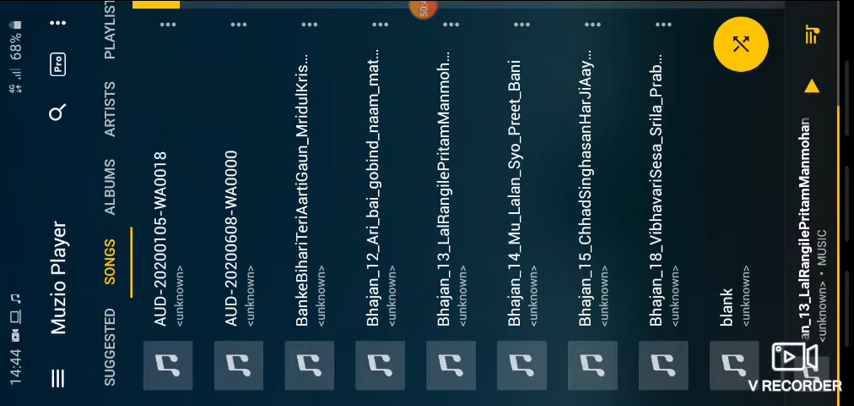 14:44
4G 68%
Muzio Player
Pro
SUGGESTED SONGS ALBUMS ARTISTS PLAYLIST
AUD-20200105-WA0018
<unknown>
AUD-20200608-WA0000
<unknown>
BankeBihariTeriAartiGaun_MridulKris...
<unknown>
Bhajan_12_Ari_bai_gobind_naam_mat...
<unknown>
Bhajan_13_LalRangilePritamManmoh...
<unknown>
Bhajan_14_Mu_Lalan_Syo_Preet_Bani
<unknown>
Bhajan_15_ChhadSinghasanHarJiAay...
<unknown>
Bhajan_18_VibhavariSesa_Srila_Prab...
<unknown>
blank
<unknown>
an_13_LalRangilePritamManmohan
<unknown> • MUSIC
V RECORDER